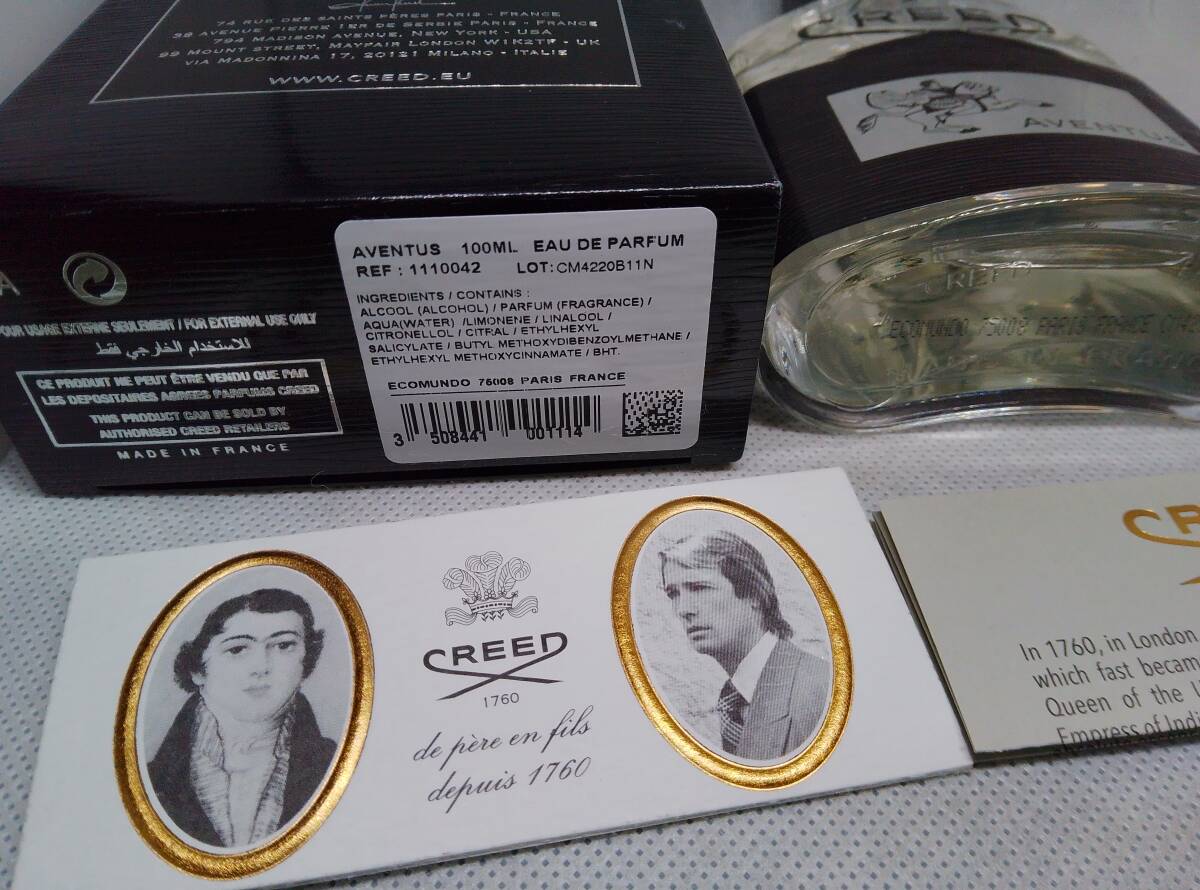 74 RUE DES SAINTS PÈRES PARIS - FRANCE
38 AVENUE PIERRE 1ER DE SERBIE PARIS - FRANCE
794 MADISON AVENUE, NEW YORK - USA
99 MOUNT STREET, MAYFAIR LONDON W1K2TF - UK
VIA MADONNINA 17, 20121 MILANO - ITALIE
WWW.CREED.EU
POUR USAGE EXTERNE SEULEMENT / FOR EXTERNAL USE ONLY
للاستخدام الخارجي فقط
CE PRODUIT NE PEUT ÊTRE VENDU QUE PAR
LES DEPOSITAIRES AGREES PARFUMS CREED
THIS PRODUCT CAN BE SOLD BY
AUTHORISED CREED RETAILERS
MADE IN FRANCE
AVENTUS 100ML EAU DE PARFUM
REF : 1110042 LOT: CM4220B11N
INGREDIENTS / CONTAINS :
ALCOOL (ALCOHOL) / PARFUM (FRAGRANCE) /
AQUA(WATER) /LIMONENE / LINALOOL /
CITRONELLOL / CITRAL / ETHYLHEXYL
SALICYLATE / BUTYL METHOXYDIBENZOYLMETHANE /
ETHYLHEXYL METHOXYCINNAMATE / BHT.
ECOMUNDO 75008 PARIS FRANCE
3 508441 001114
CREED
AVENTUS
CREED
ECOMUNDO 75008 PARIS FRANCE
CREED
1760
de père en fils
depuis 1760
In 1760, in London
which fast became
Queen of the
Empress of